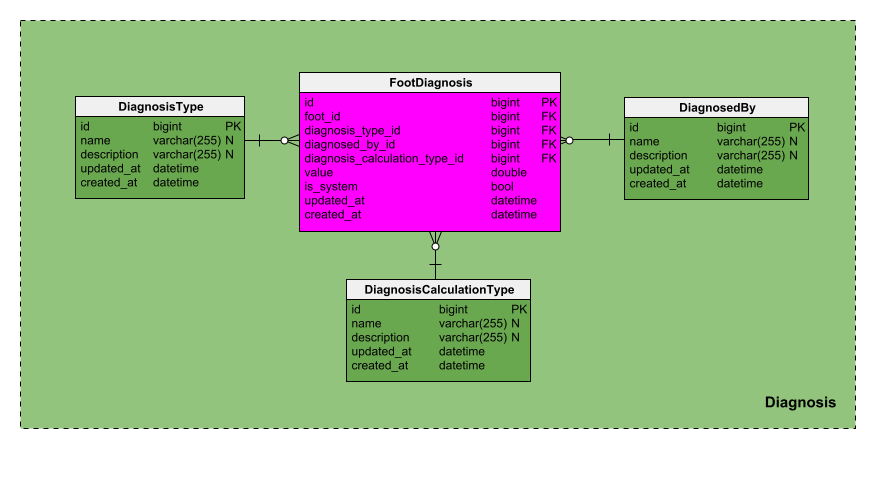 DiagnosisType
id bigint PK
name varchar(255) N
description varchar(255) N
updated_at datetime
created_at datetime
FootDiagnosis
id bigint PK
foot_id bigint FK
diagnosis_type_id bigint FK
diagnosed_by_id bigint FK
diagnosis_calculation_type_id bigint FK
value double
is_system bool
updated_at datetime
created_at datetime
DiagnosedBy
id bigint PK
name varchar(255) N
description varchar(255) N
updated_at datetime
created_at datetime
DiagnosisCalculationType
id bigint PK
name varchar(255) N
description varchar(255) N
updated_at datetime
created_at datetime
Diagnosis